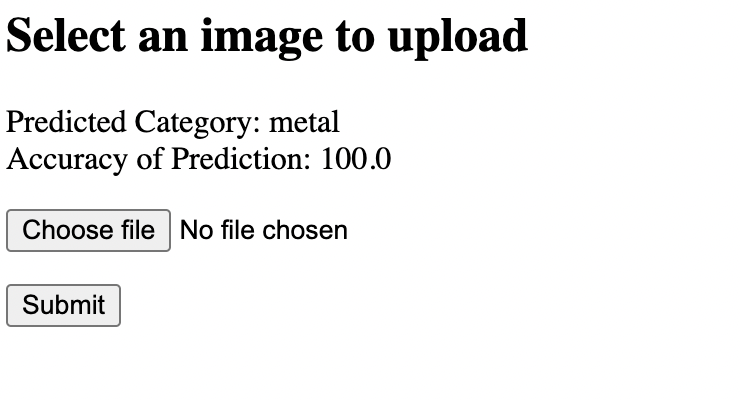 Select an image to upload
Predicted Category: metal
Accuracy of Prediction: 100.0
Choose file No file chosen
Submit